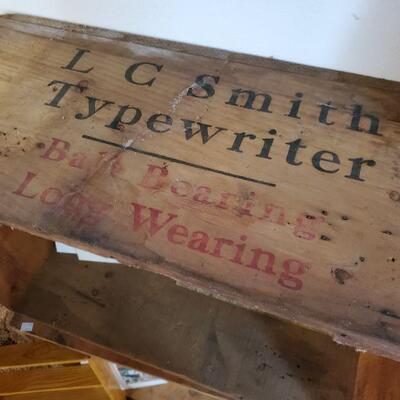 L C Smith
Typewriter
Ball Bearing
Long Wearing